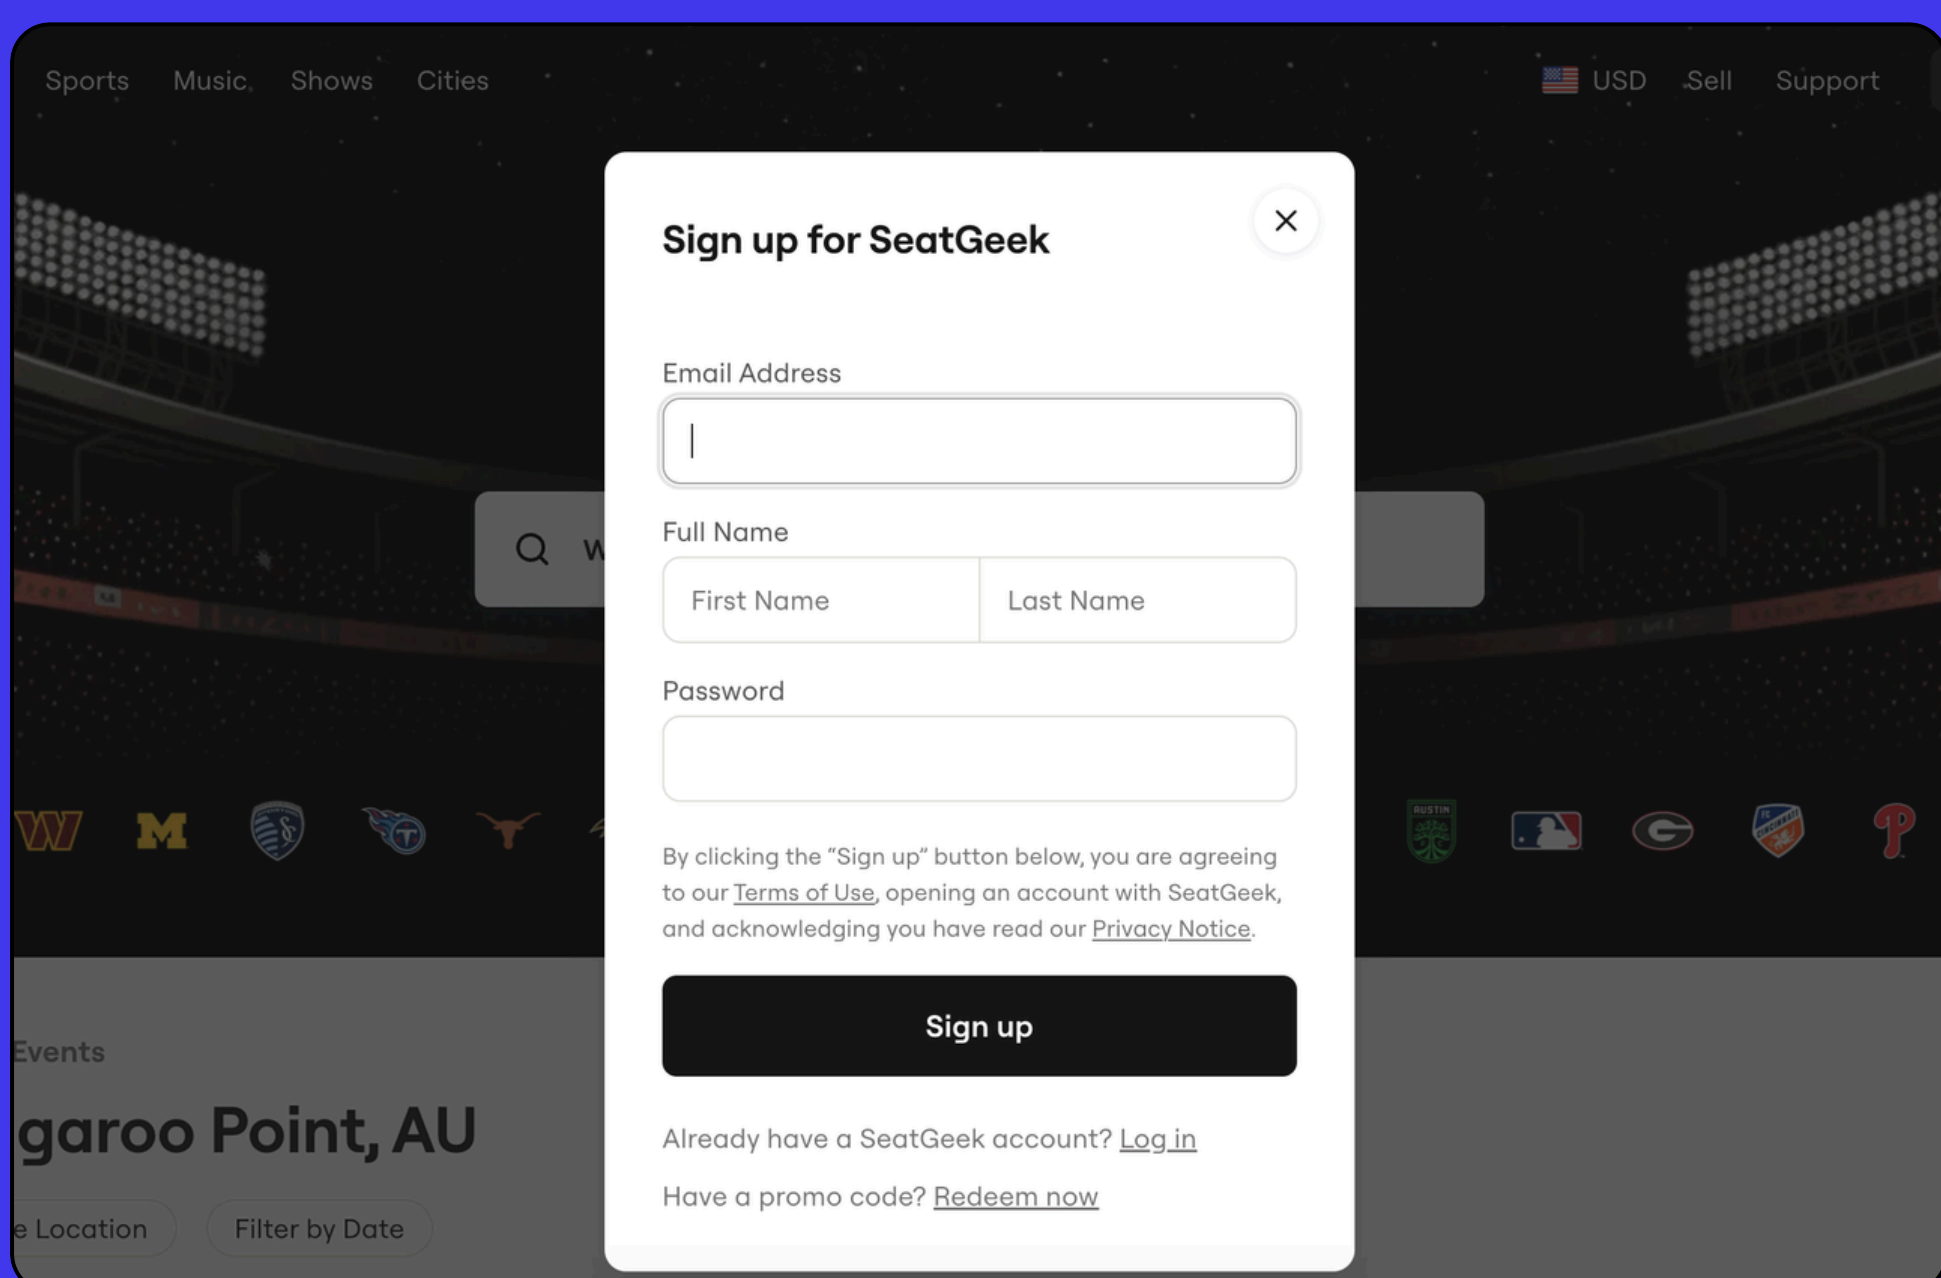 Sports Music Shows Cities USD Sell Support
Sign up for SeatGeek
Email Address
Full Name
First Name Last Name
Password
AUSTIN
By clicking the “Sign up” button below, you are agreeing
to our Terms of Use, opening an account with SeatGeek,
and acknowledging you have read our Privacy Notice.
Sign up
Events
garoo Point, AU
Already have a SeatGeek account? Log in
Have a promo code? Redeem now
e Location Filter by Date